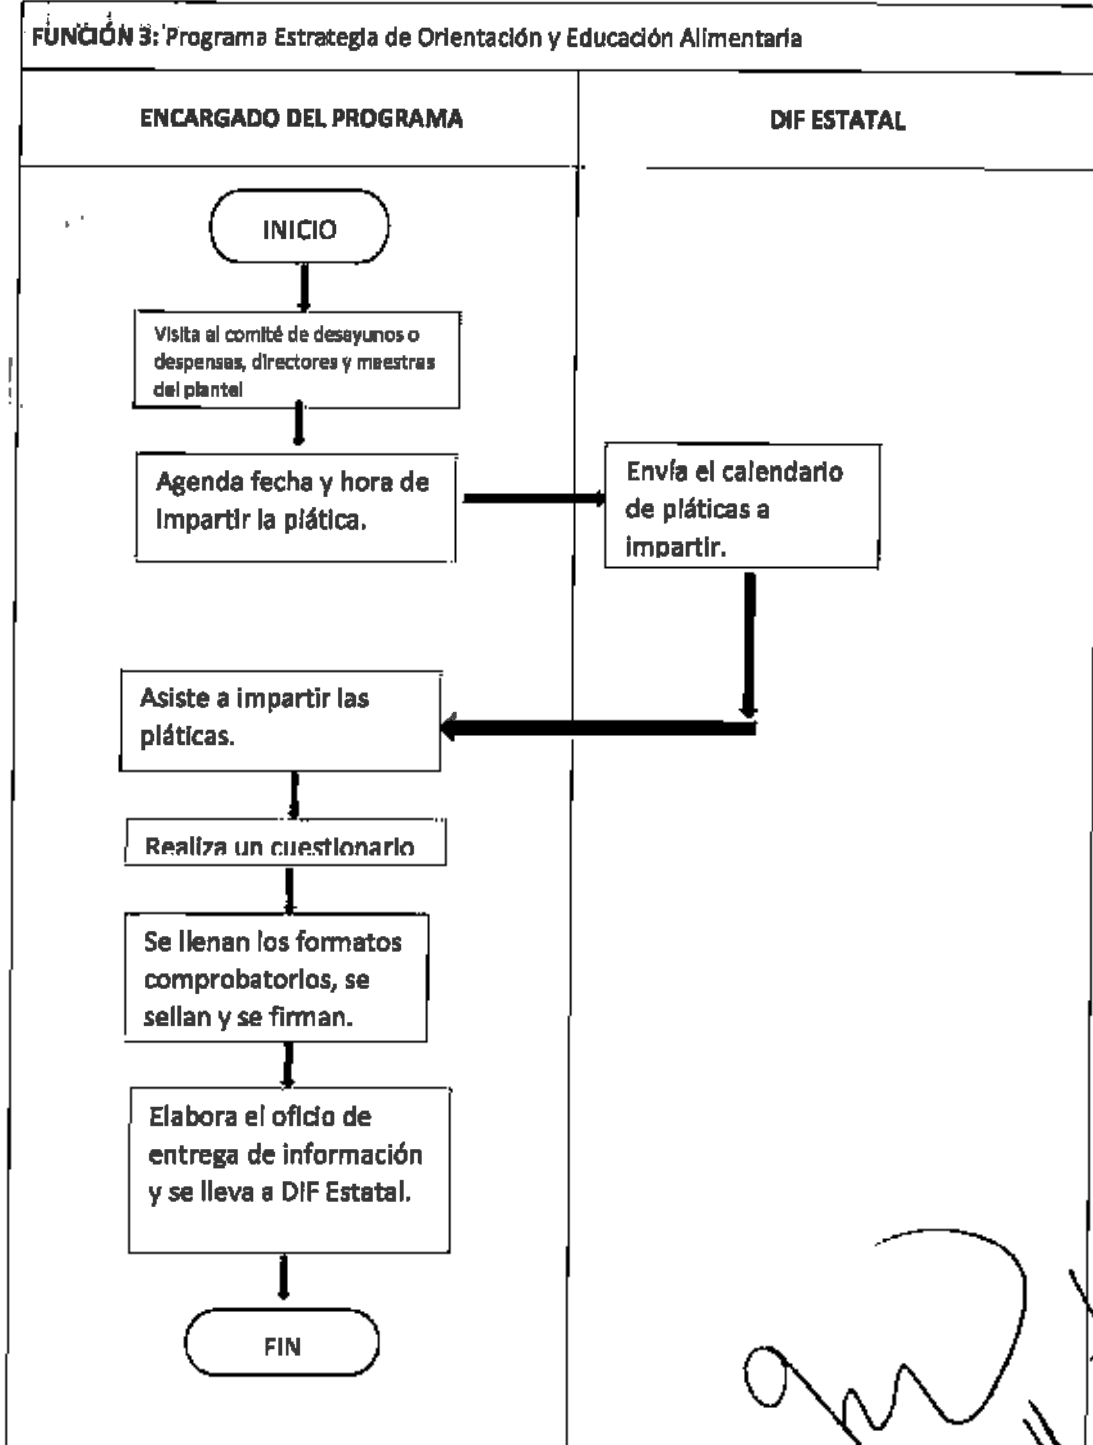 FUNCIÓN 3: Programa Estrategia de Orientación y Educación Alimentaria
ENCARGADO DEL PROGRAMA
DIF ESTATAL
INICIO
Visita al comité de desayunos o
despensas, directores y maestras
del plantel
Agenda fecha y hora de
impartir la plática.
Envía el calendario
de pláticas a
impartir.
Asiste a impartir las
pláticas.
Realiza un cuestionario
Se llenan los formatos
comprobatorios, se
sellan y se firman.
Elabora el oficio de
entrega de información
y se lleva a DIF Estatal.
FIN